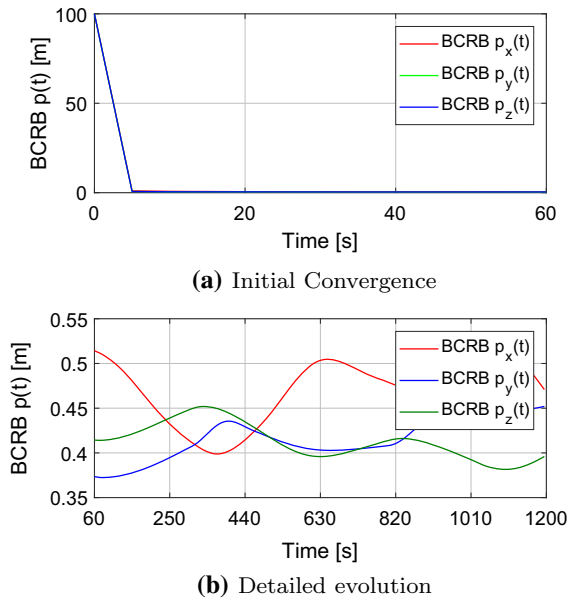 BCRB p(t) [m]
100
50
0
BCRB p_x(t)
BCRB p_y(t)
BCRB p_z(t)
0 20 40 60
Time [s]
(a) Initial Convergence
BCRB p(t) [m]
0.55
0.5
0.45
0.4
0.35
BCRB p_x(t)
BCRB p_y(t)
BCRB p_z(t)
60 250 440 630 820 1010 1200
Time [s]
(b) Detailed evolution